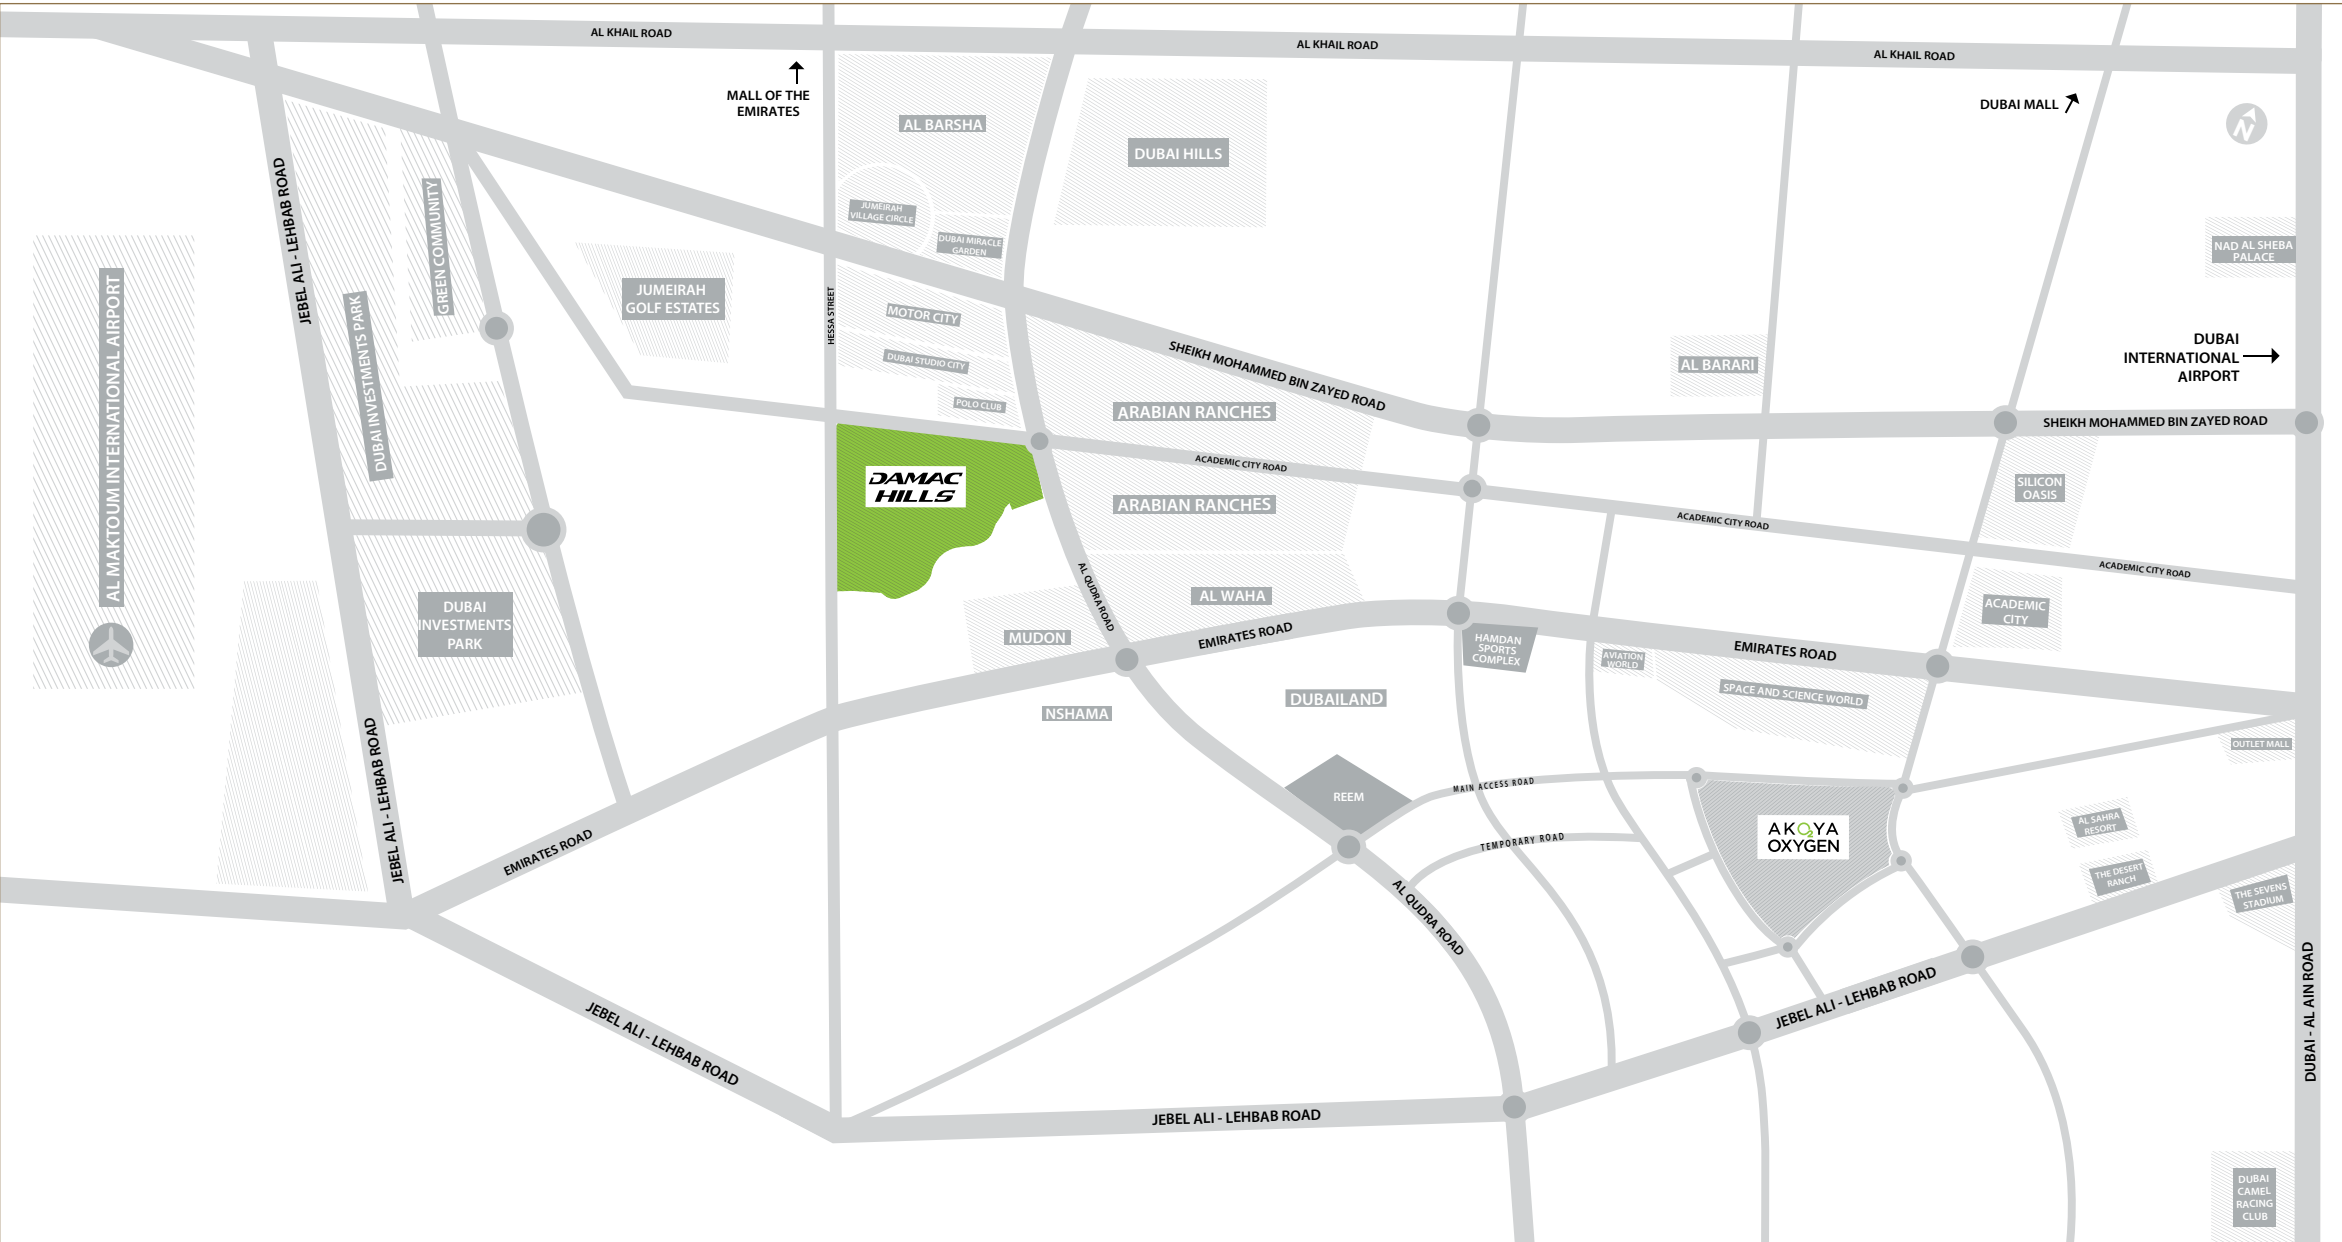 AL KHAIL ROAD
AL KHAIL ROAD
AL KHAIL ROAD
MALL OF THE
EMIRATES
DUBAI MALL
N
AL BARSHA
DUBAI HILLS
JEBEL ALI - LEHBAB ROAD
GREEN COMMUNITY
JUMEIRAH
VILLAGE CIRCLE
DUBAI MIRACLE
GARDEN
NAD AL SHEBA
PALACE
AL MAKTOUM INTERNATIONAL AIRPORT
DUBAI INVESTMENTS PARK
JUMEIRAH
GOLF ESTATES
HESSA STREET
MOTOR CITY
DUBAI STUDIO CITY
POLO CLUB
SHEIKH MOHAMMED BIN ZAYED ROAD
AL BARARI
DUBAI
INTERNATIONAL
AIRPORT
ARABIAN RANCHES
SHEIKH MOHAMMED BIN ZAYED ROAD
ACADEMIC CITY ROAD
DAMAC
HILLS
ARABIAN RANCHES
SILICON
OASIS
ACADEMIC CITY ROAD
ACADEMIC CITY ROAD
AL QUDRA ROAD
AL WAHA
DUBAI
INVESTMENTS
PARK
MUDON
EMIRATES ROAD
HAMDAN
SPORTS
COMPLEX
AVIATION
WORLD
EMIRATES ROAD
ACADEMIC
CITY
SPACE AND SCIENCE WORLD
DUBAILAND
NSHAMA
OUTLET MALL
JEBEL ALI - LEHBAB ROAD
MAIN ACCESS ROAD
REEM
AKO2YA
OXYGEN
AL SAHRA
RESORT
TEMPORARY ROAD
EMIRATES ROAD
THE DESERT
RANCH
THE SEVENS
STADIUM
AL QUDRA ROAD
JEBEL ALI - LEHBAB ROAD
JEBEL ALI - LEHBAB ROAD
DUBAI - AL AIN ROAD
JEBEL ALI - LEHBAB ROAD
DUBAI
CAMEL
RACING
CLUB